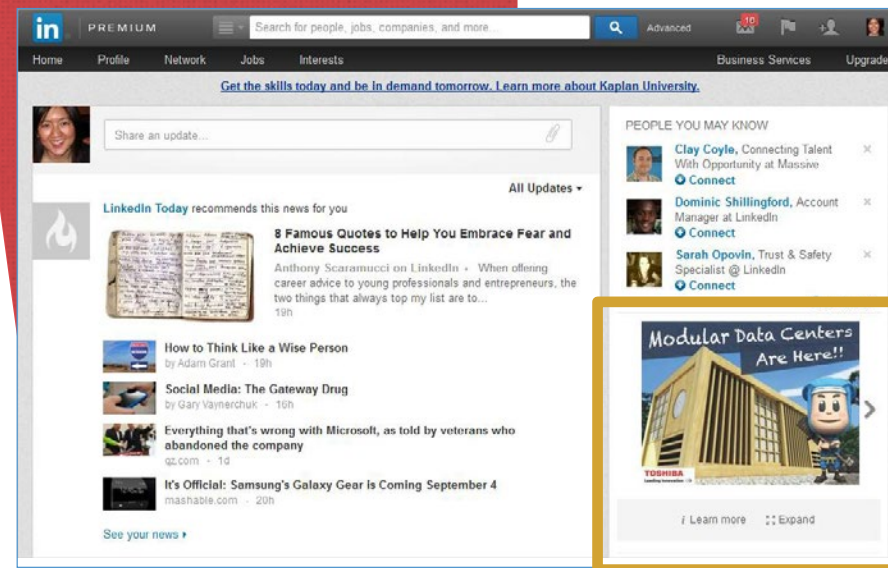 in PREMIUM Search for people, jobs, companies, and more... Advanced 10
Home Profile Network Jobs Interests Business Services Upgrade
Get the skills today and be in demand tomorrow. Learn more about Kaplan University.
Share an update...
All Updates
LinkedIn Today recommends this news for you
8 Famous Quotes to Help You Embrace Fear and
Achieve Success
Anthony Scaramucci on LinkedIn - When offering
career advice to young professionals and entrepreneurs, the
two things that always top my list are to...
19h
How to Think Like a Wise Person
by Adam Grant - 19h
Social Media: The Gateway Drug
by Gary Vaynerchuk - 16h
Everything that's wrong with Microsoft, as told by veterans who
abandoned the company
qz.com - 1d
It's Official: Samsung's Galaxy Gear is Coming September 4
mashable.com - 20h
See your news
PEOPLE YOU MAY KNOW
Clay Coyle, Connecting Talent
With Opportunity at Massive
Connect
Dominic Shillingford, Account
Manager at LinkedIn
Connect
Sarah Opovin, Trust & Safety
Specialist @ LinkedIn
Connect
Modular Data Centers
Are Here!!
TOSHIBA
Leading Innovation
i Learn more Expand